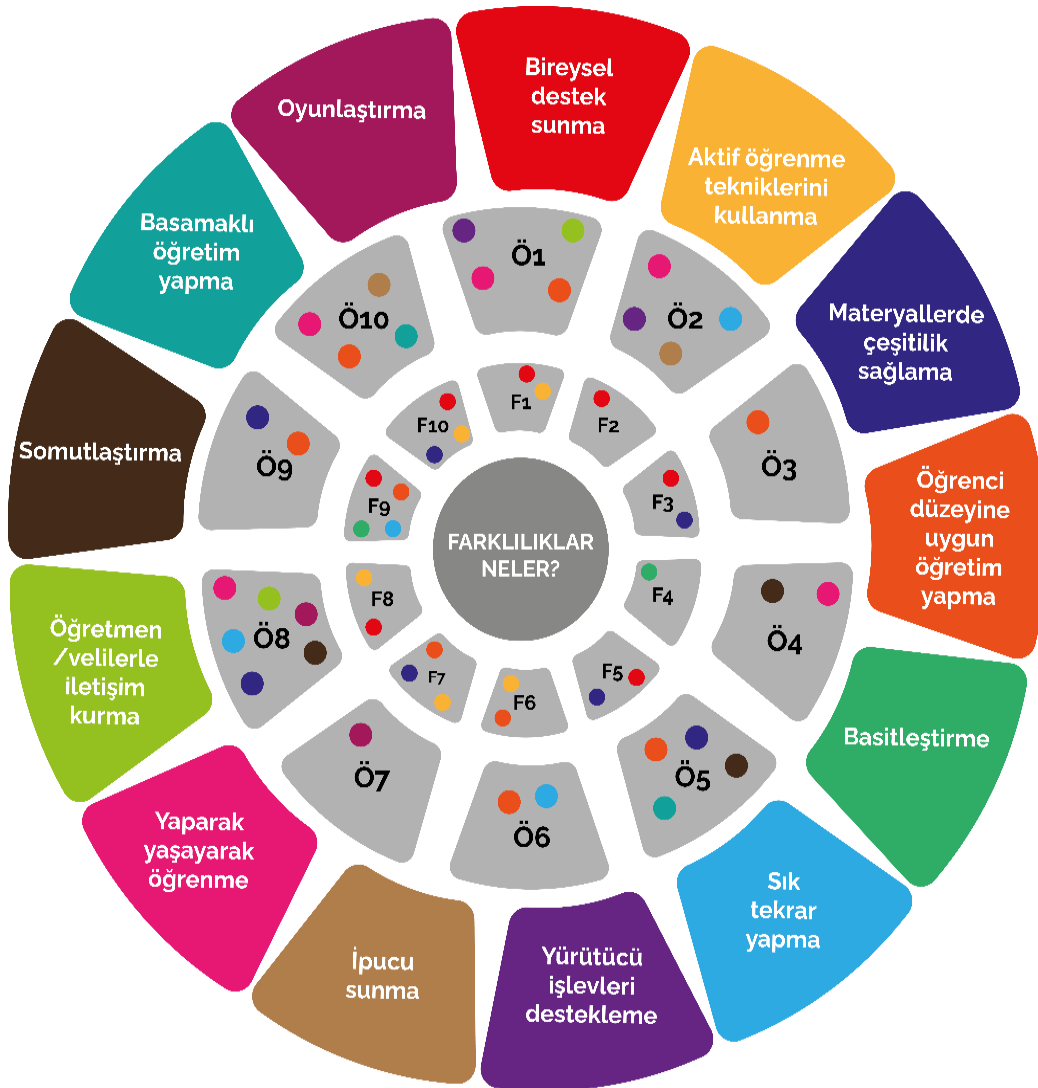 Bireysel
destek
sunma
Aktif öğrenme
tekniklerini
kullanma
Materyallerde
çeşitilik
sağlama
Öğrenci
düzeyine
uygun
öğretim
yapma
Basitleştirme
Sık
tekrar
yapma
Yürütücü
işlevleri
destekleme
İpucu
sunma
Yaparak
yaşayarak
öğrenme
Öğretmen
/velilerle
iletişim
kurma
Somutlaştırma
Basamaklı
öğretim
yapma
Oyunlaştırma
Ö1
Ö2
Ö3
Ö4
Ö5
Ö6
Ö7
Ö8
Ö9
Ö10
F1
F2
F3
F4
F5
F6
F7
F8
F9
F10
FARKLILIKLAR
NELER?